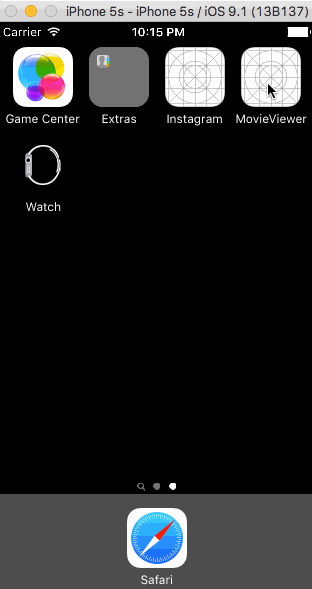 iPhone 5s - iPhone 5s / iOS 9.1 (13B137)
Carrier 10:15 PM
Game Center Extras Instagram MovieViewer
Watch
Safari